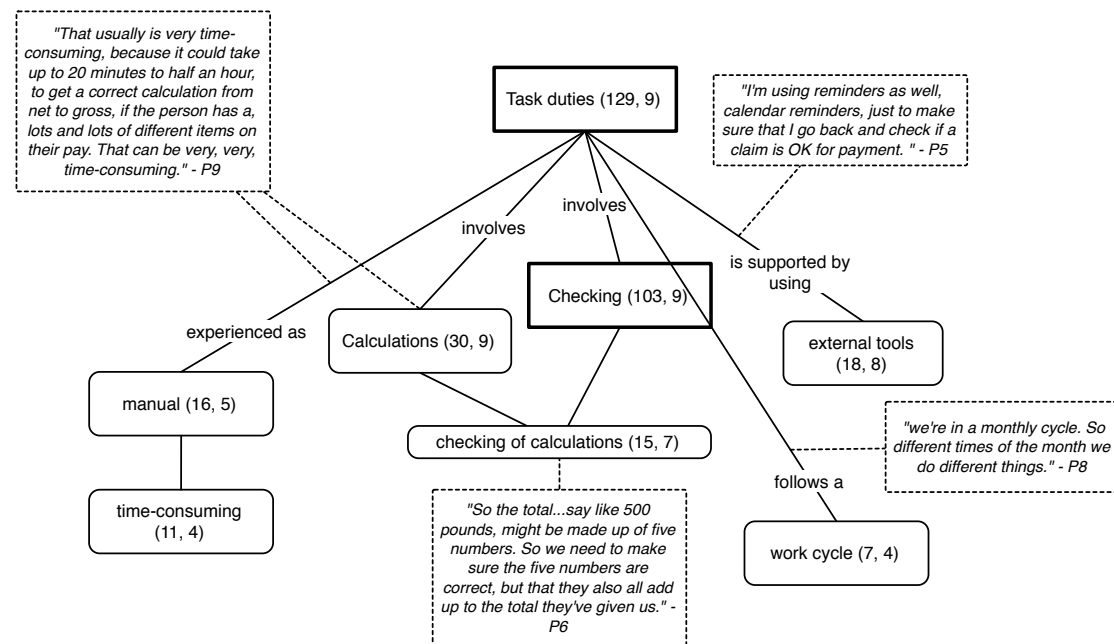 "That usually is very time-
consuming, because it could take
up to 20 minutes to half an hour,
to get a correct calculation from
net to gross, if the person has a,
lots and lots of different items on
their pay. That can be very, very,
time-consuming." - P9
Task duties (129, 9)
"I'm using reminders as well,
calendar reminders, just to make
sure that I go back and check if a
claim is OK for payment. " - P5
involves
involves
is supported by
using
experienced as
Calculations (30, 9)
Checking (103, 9)
external tools
(18, 8)
manual (16, 5)
checking of calculations (15, 7)
"we're in a monthly cycle. So
different times of the month we
do different things." - P8
follows a
time-consuming
(11, 4)
"So the total...say like 500
pounds, might be made up of five
numbers. So we need to make
sure the five numbers are
correct, but that they also all add
up to the total they've given us." -
P6
work cycle (7, 4)